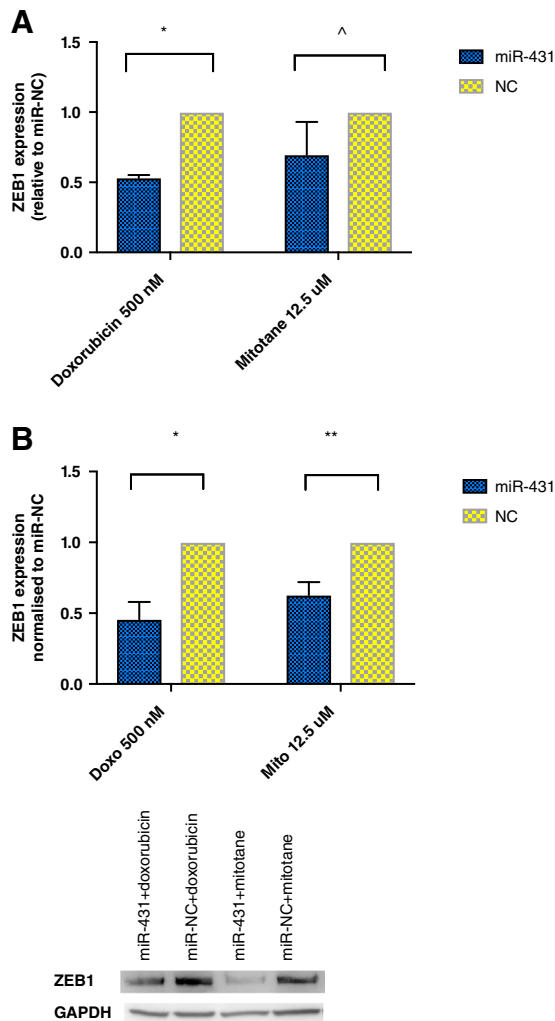 A
* ^
1.5
1.0
0.5
0.0
ZEB1 expression
(relative to miR-NC)
miR-431
NC
Doxorubicin 500 nM
Mitotane 12.5 uM
B
* **
1.5
1.0
0.5
0.0
ZEB1 expression
normalised to miR-NC
miR-431
NC
Doxo 500 nM
Mito 12.5 uM
miR-431+doxorubicin
miR-NC+doxorubicin
miR-431+mitotane
miR-NC+mitotane
ZEB1
GAPDH